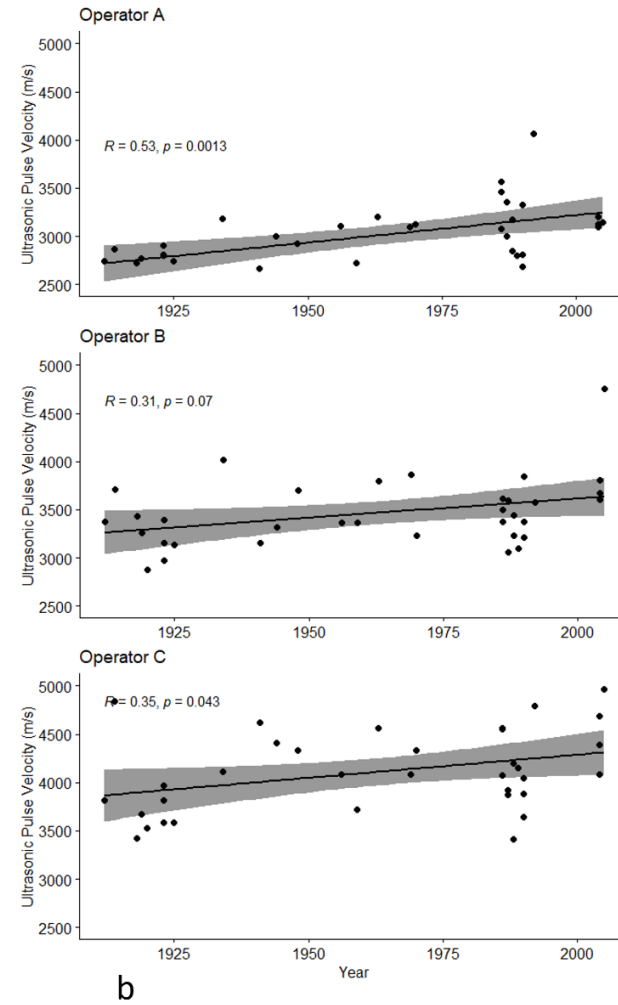 Operator A
Ultrasonic Pulse Velocity (m/s)
5000
4500
4000
3500
3000
2500
R = 0.53, p = 0.0013
1925
1950
1975
2000
Operator B
Ultrasonic Pulse Velocity (m/s)
5000
4500
4000
3500
3000
2500
R = 0.31, p = 0.07
1925
1950
1975
2000
Operator C
Ultrasonic Pulse Velocity (m/s)
5000
4500
4000
3500
3000
2500
R = 0.35, p = 0.043
1925
1950
1975
2000
Year
b